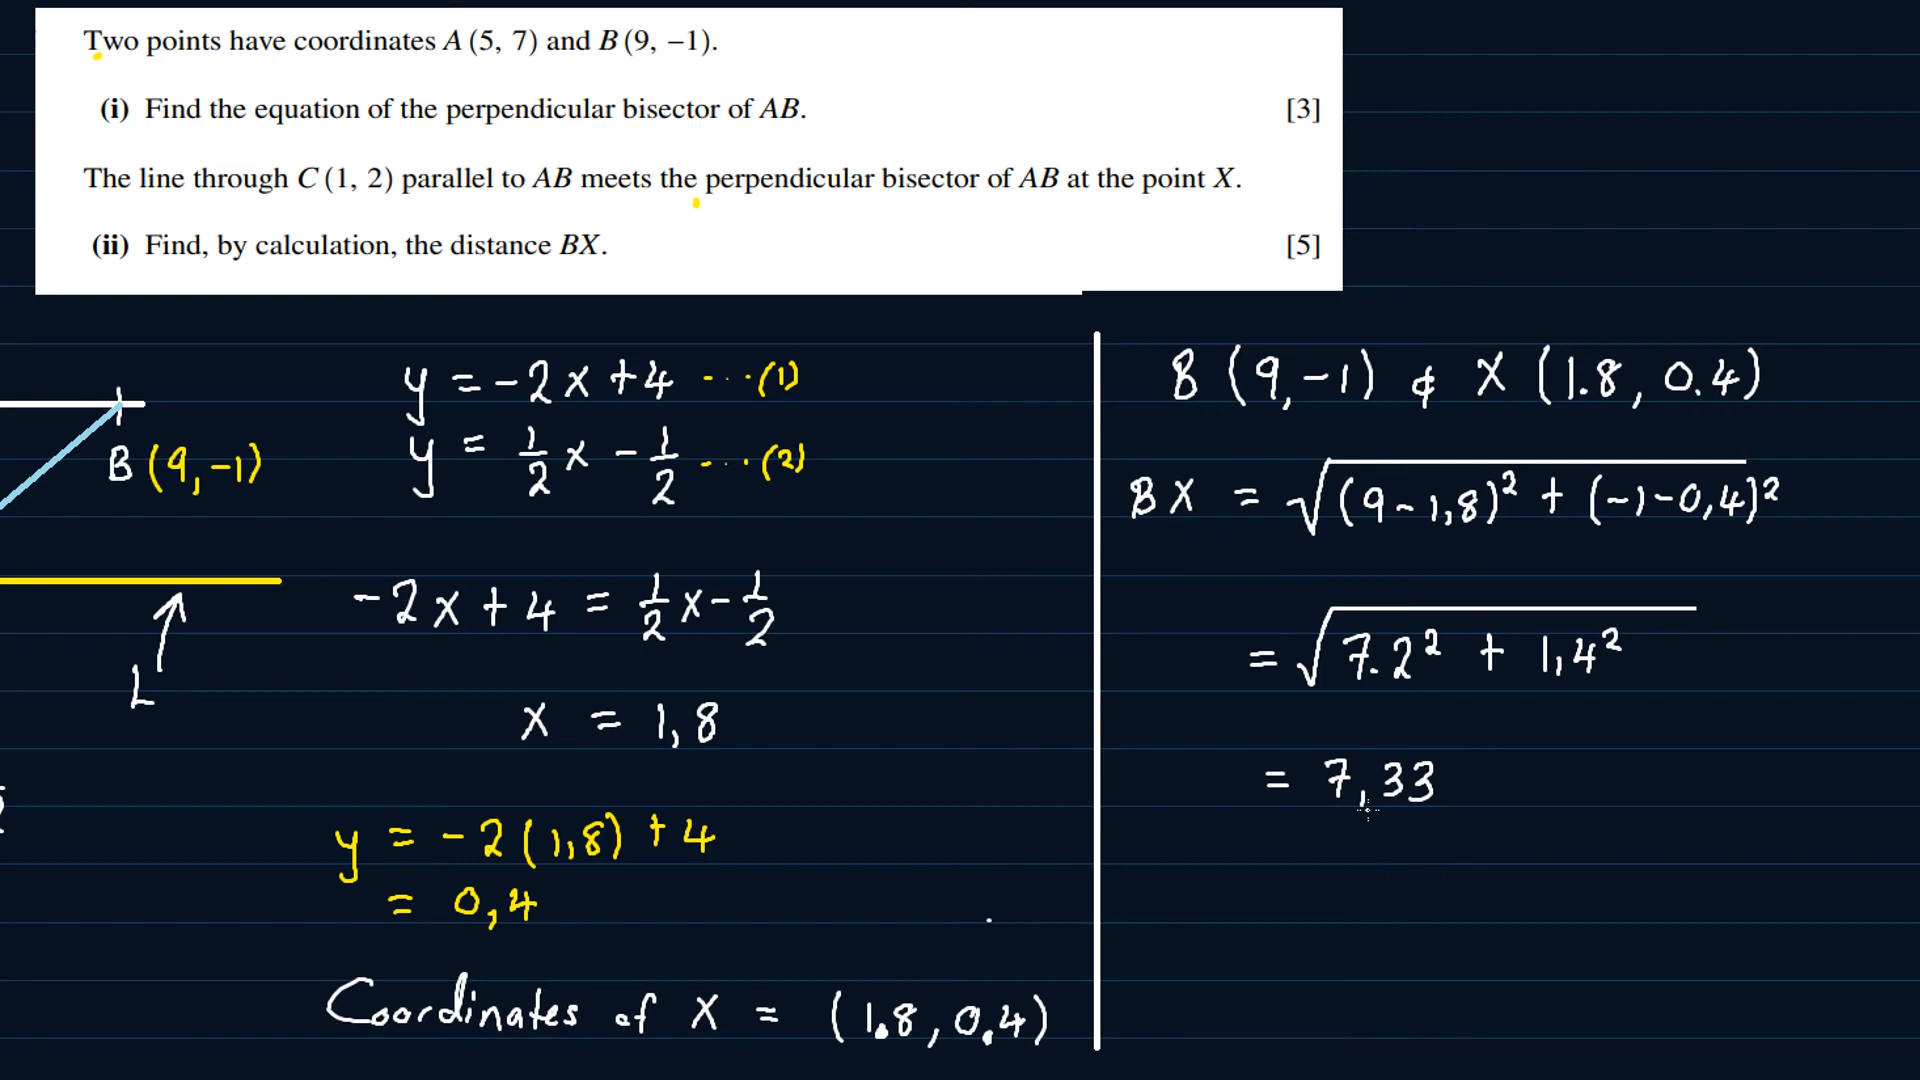 Two points have coordinates A (5, 7) and B (9, −1).
(i) Find the equation of the perpendicular bisector of AB. [3]
The line through C (1, 2) parallel to AB meets the perpendicular bisector of AB at the point X.
(ii) Find, by calculation, the distance BX. [5]
B (9, -1)
L
y = -2x + 4 ---(1)
y = 1/2 x - 1/2 ---(2)
-2x + 4 = 1/2 x - 1/2
x = 1,8
y = -2(1,8) + 4
= 0,4
Coordinates of X = (1.8, 0.4)
B (9, -1) & X (1.8, 0.4)
BX = √(9-1,8)² + (-1-0,4)²
= √7.2² + 1,4²
= 7,33